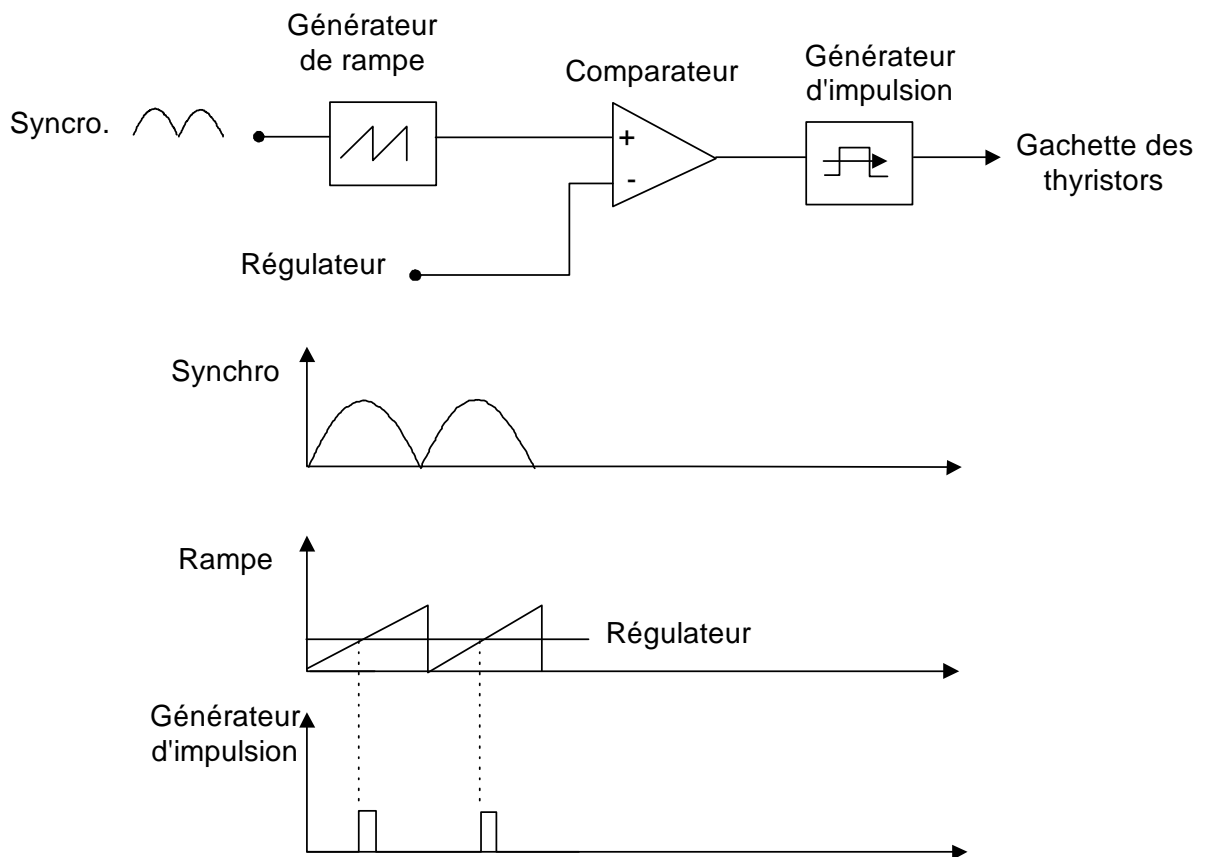 Générateur
de rampe
Comparateur
Générateur
d'impulsion
Syncro.
+
-
Gachette des
thyristors
Régulateur
Synchro
Rampe
Régulateur
Générateur
d'impulsion